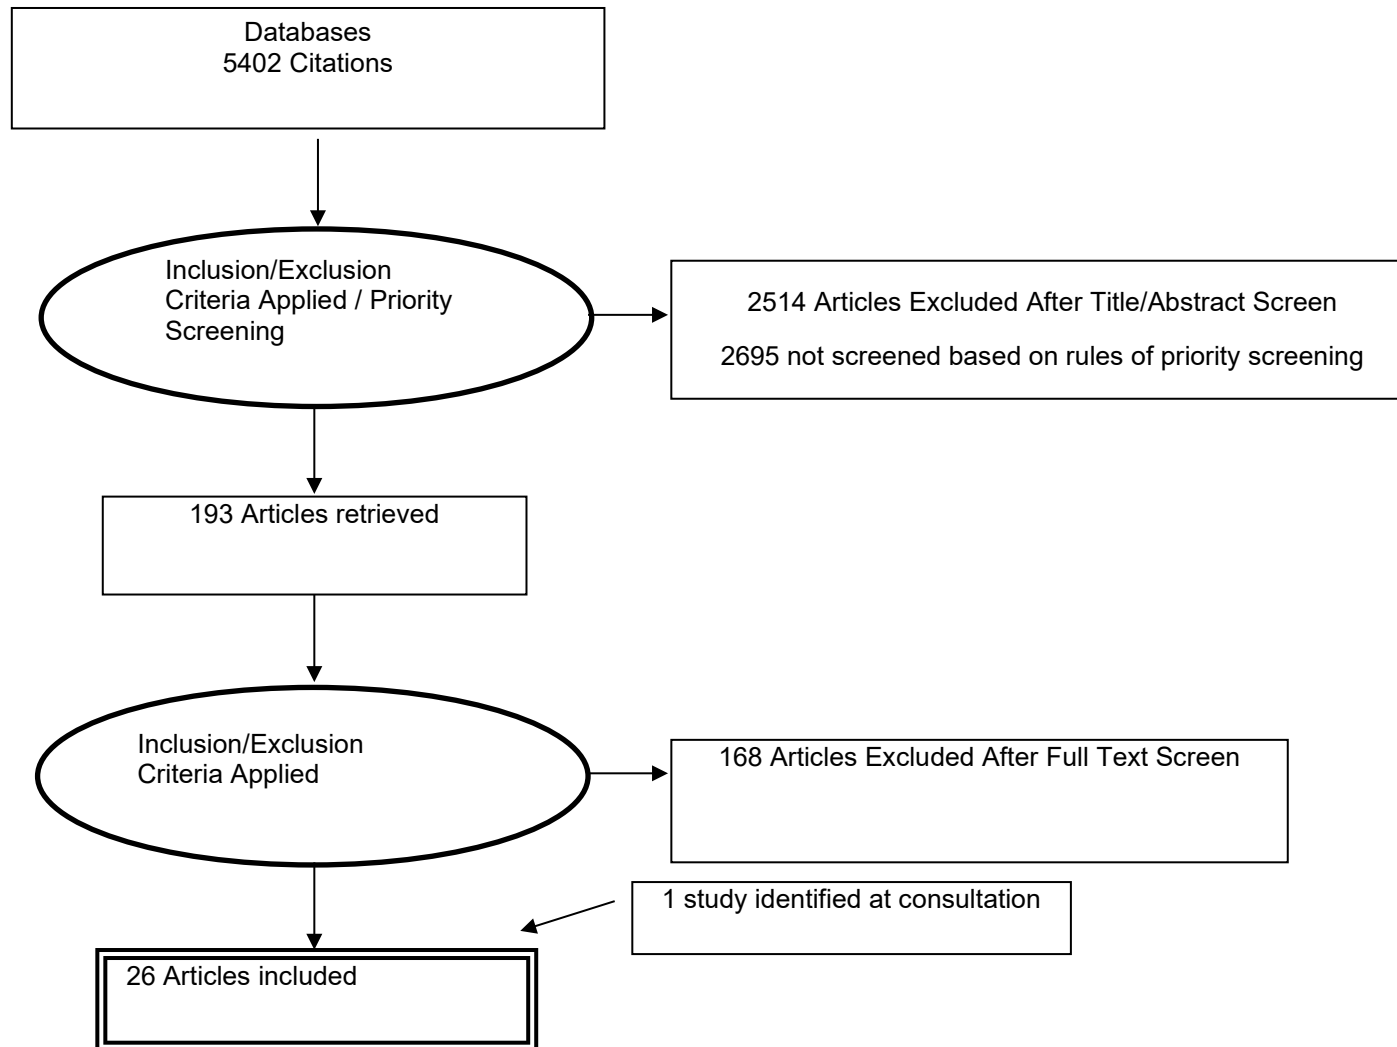 Databases
5402 Citations
Inclusion/Exclusion
Criteria Applied / Priority
Screening
2514 Articles Excluded After Title/Abstract Screen
2695 not screened based on rules of priority screening
193 Articles retrieved
Inclusion/Exclusion
Criteria Applied
168 Articles Excluded After Full Text Screen
1 study identified at consultation
26 Articles included